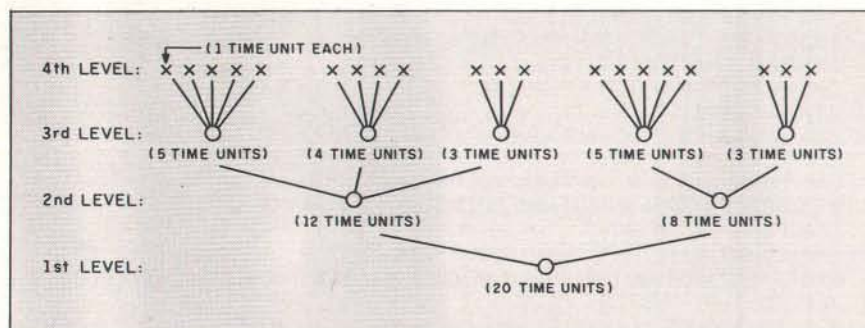 (1 TIME UNIT EACH)
4th LEVEL: × × × × × × × × × × × × × × × × × × × ×
3rd LEVEL:
(5 TIME UNITS) (4 TIME UNITS) (3 TIME UNITS) (5 TIME UNITS) (3 TIME UNITS)
2nd LEVEL:
(12 TIME UNITS) (8 TIME UNITS)
1st LEVEL:
(20 TIME UNITS)